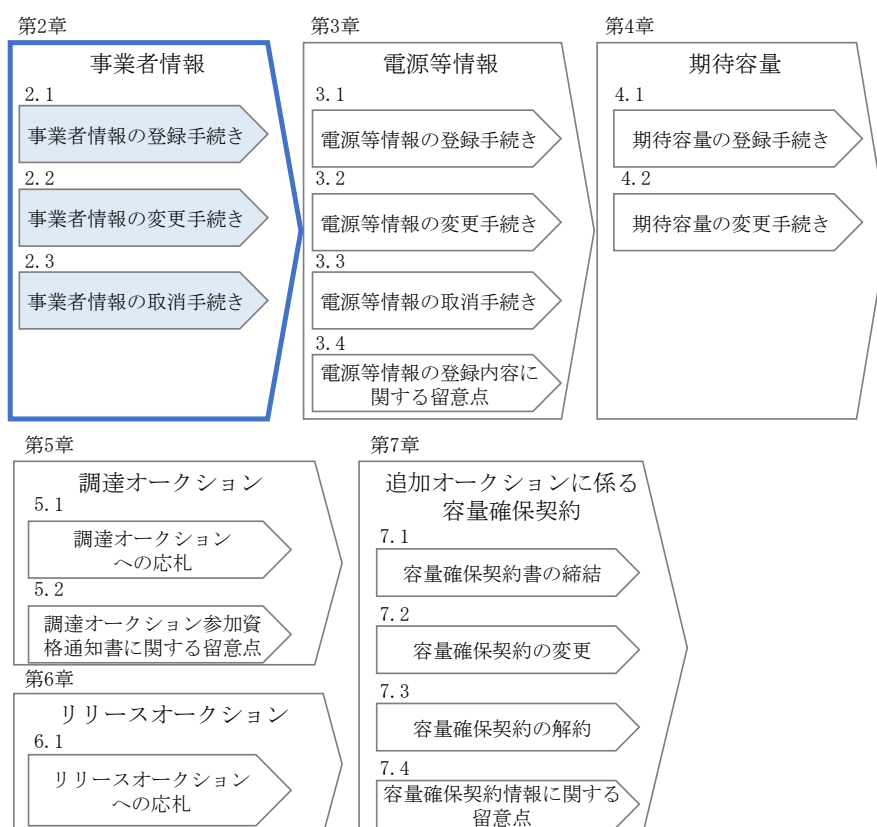 第2章
事業者情報
2.1
事業者情報の登録手続き
2.2
事業者情報の変更手続き
2.3
事業者情報の取消手続き
第3章
電源等情報
3.1
電源等情報の登録手続き
3.2
電源等情報の変更手続き
3.3
電源等情報の取消手続き
3.4
電源等情報の登録内容に
関する留意点
第4章
期待容量
4.1
期待容量の登録手続き
4.2
期待容量の変更手続き
第5章
調達オークション
5.1
調達オークション
への応札
5.2
調達オークション参加資
格通知書に関する留意点
第6章
リリースオークション
6.1
リリースオークション
への応札
第7章
追加オークションに係る
容量確保契約
7.1
容量確保契約書の締結
7.2
容量確保契約の変更
7.3
容量確保契約の解約
7.4
容量確保契約情報に関する
留意点